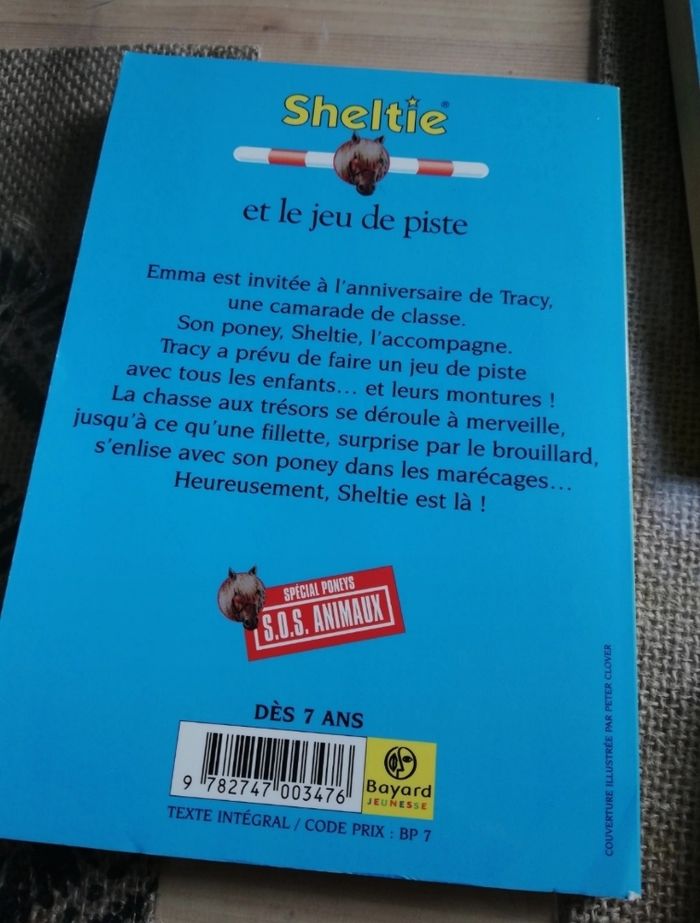 Sheltie®
et le jeu de piste
Emma est invitée à l'anniversaire de Tracy,
une camarade de classe.
Son poney, Sheltie, l'accompagne.
Tracy a prévu de faire un jeu de piste
avec tous les enfants... et leurs montures !
La chasse aux trésors se déroule à merveille,
jusqu'à ce qu'une fillette, surprise par le brouillard,
s'enlise avec son poney dans les marécages...
Heureusement, Sheltie est là !
SPÉCIAL PONEYS
S.O.S. ANIMAUX
DÈS 7 ANS
9 782747 003476
Bayard
JEUNESSE
TEXTE INTÉGRAL / CODE PRIX : BP 7
COUVERTURE ILLUSTRÉE PAR PETER CLOVER